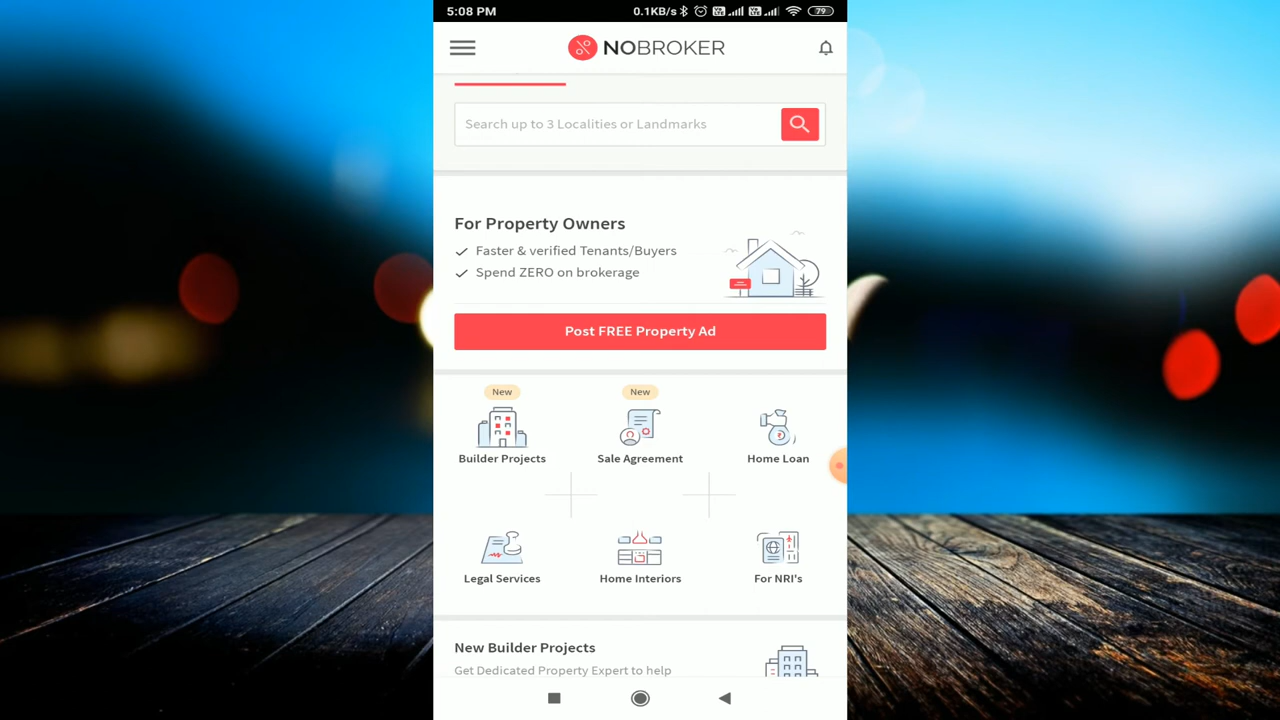 5:08 PM 0.1KB/s 79
NOBROKER
Search up to 3 Localities or Landmarks
For Property Owners
Faster & verified Tenants/Buyers
Spend ZERO on brokerage
Post FREE Property Ad
New New
Builder Projects Sale Agreement Home Loan
Legal Services Home Interiors For NRI's
New Builder Projects
Get Dedicated Property Expert to help